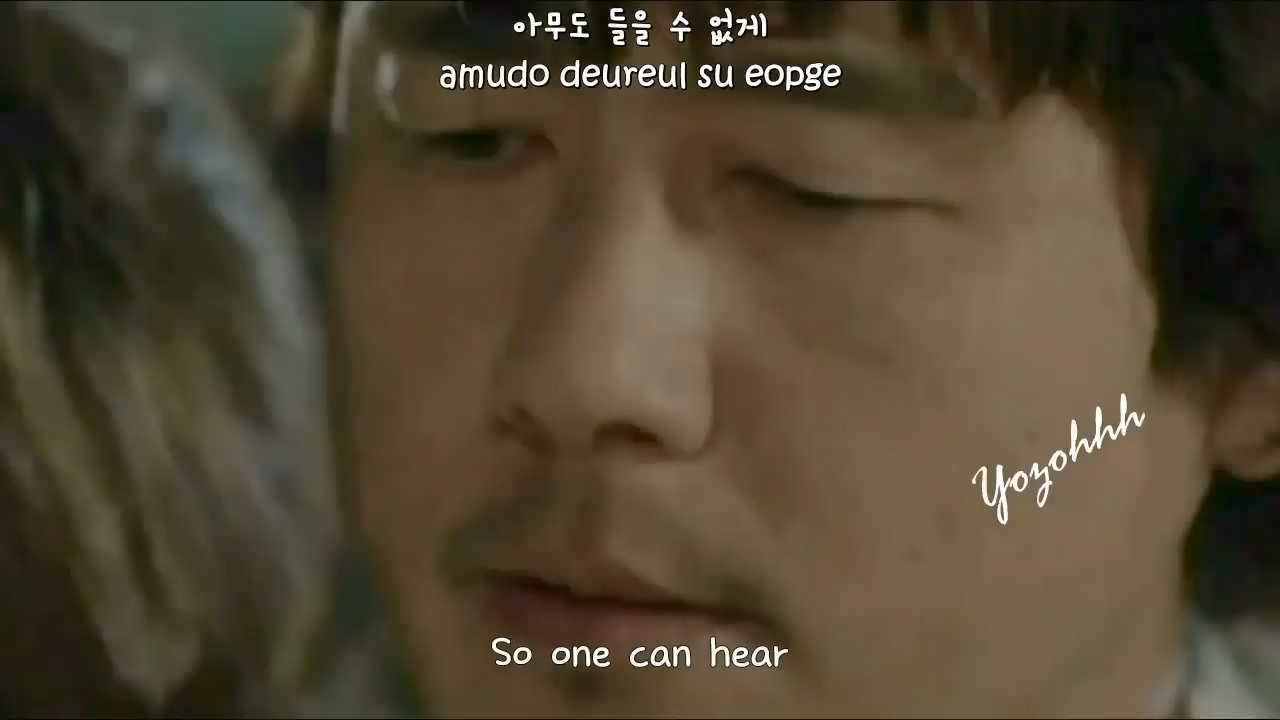 아무도 들을 수 없게
amudo deureul su eopge
Yozohhh
So one can hear